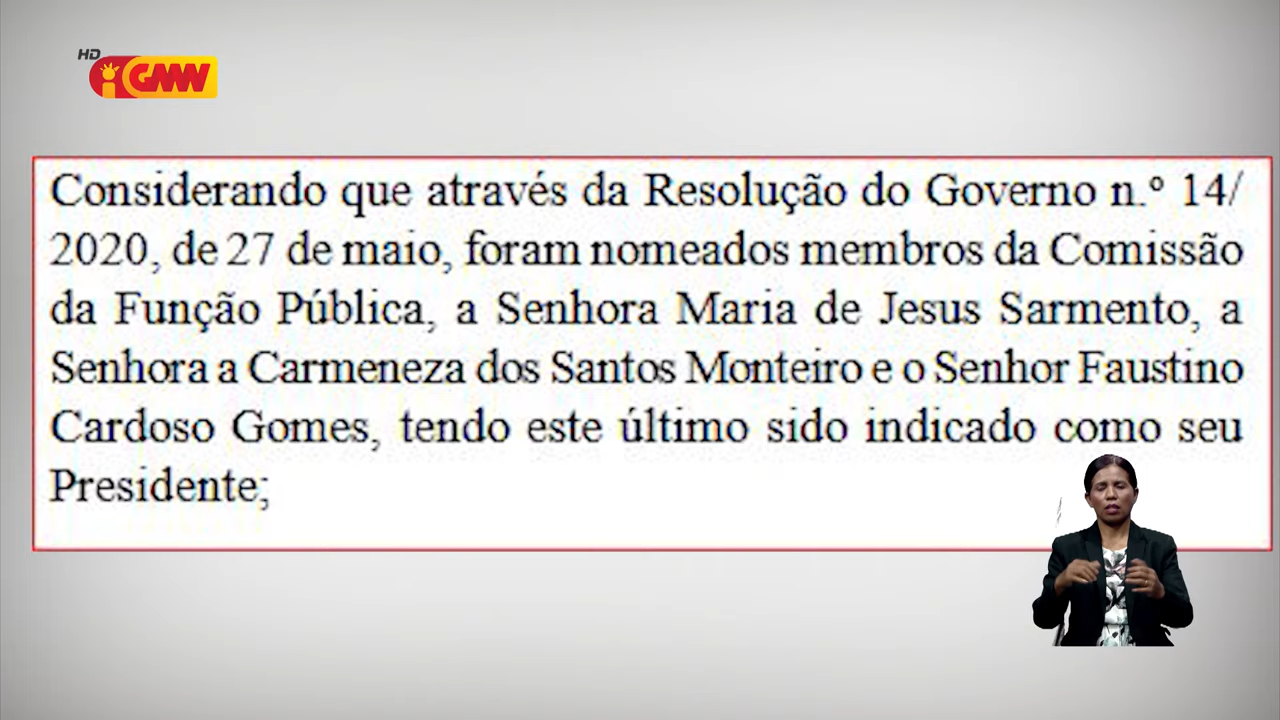 HD
GMN
Considerando que através da Resolução do Governo n.º 14/
2020, de 27 de maio, foram nomeados membros da Comissão
da Função Pública, a Senhora Maria de Jesus Sarmento, a
Senhora a Carmeneza dos Santos Monteiro e o Senhor Faustino
Cardoso Gomes, tendo este último sido indicado como seu
Presidente;